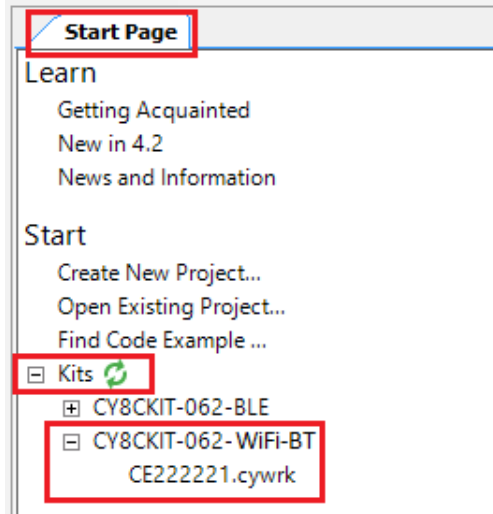 Start Page
Learn
Getting Acquainted
New in 4.2
News and Information
Start
Create New Project...
Open Existing Project...
Find Code Example ...
Kits
CY8CKIT-062-BLE
CY8CKIT-062-WiFi-BT
CE222221.cywrk